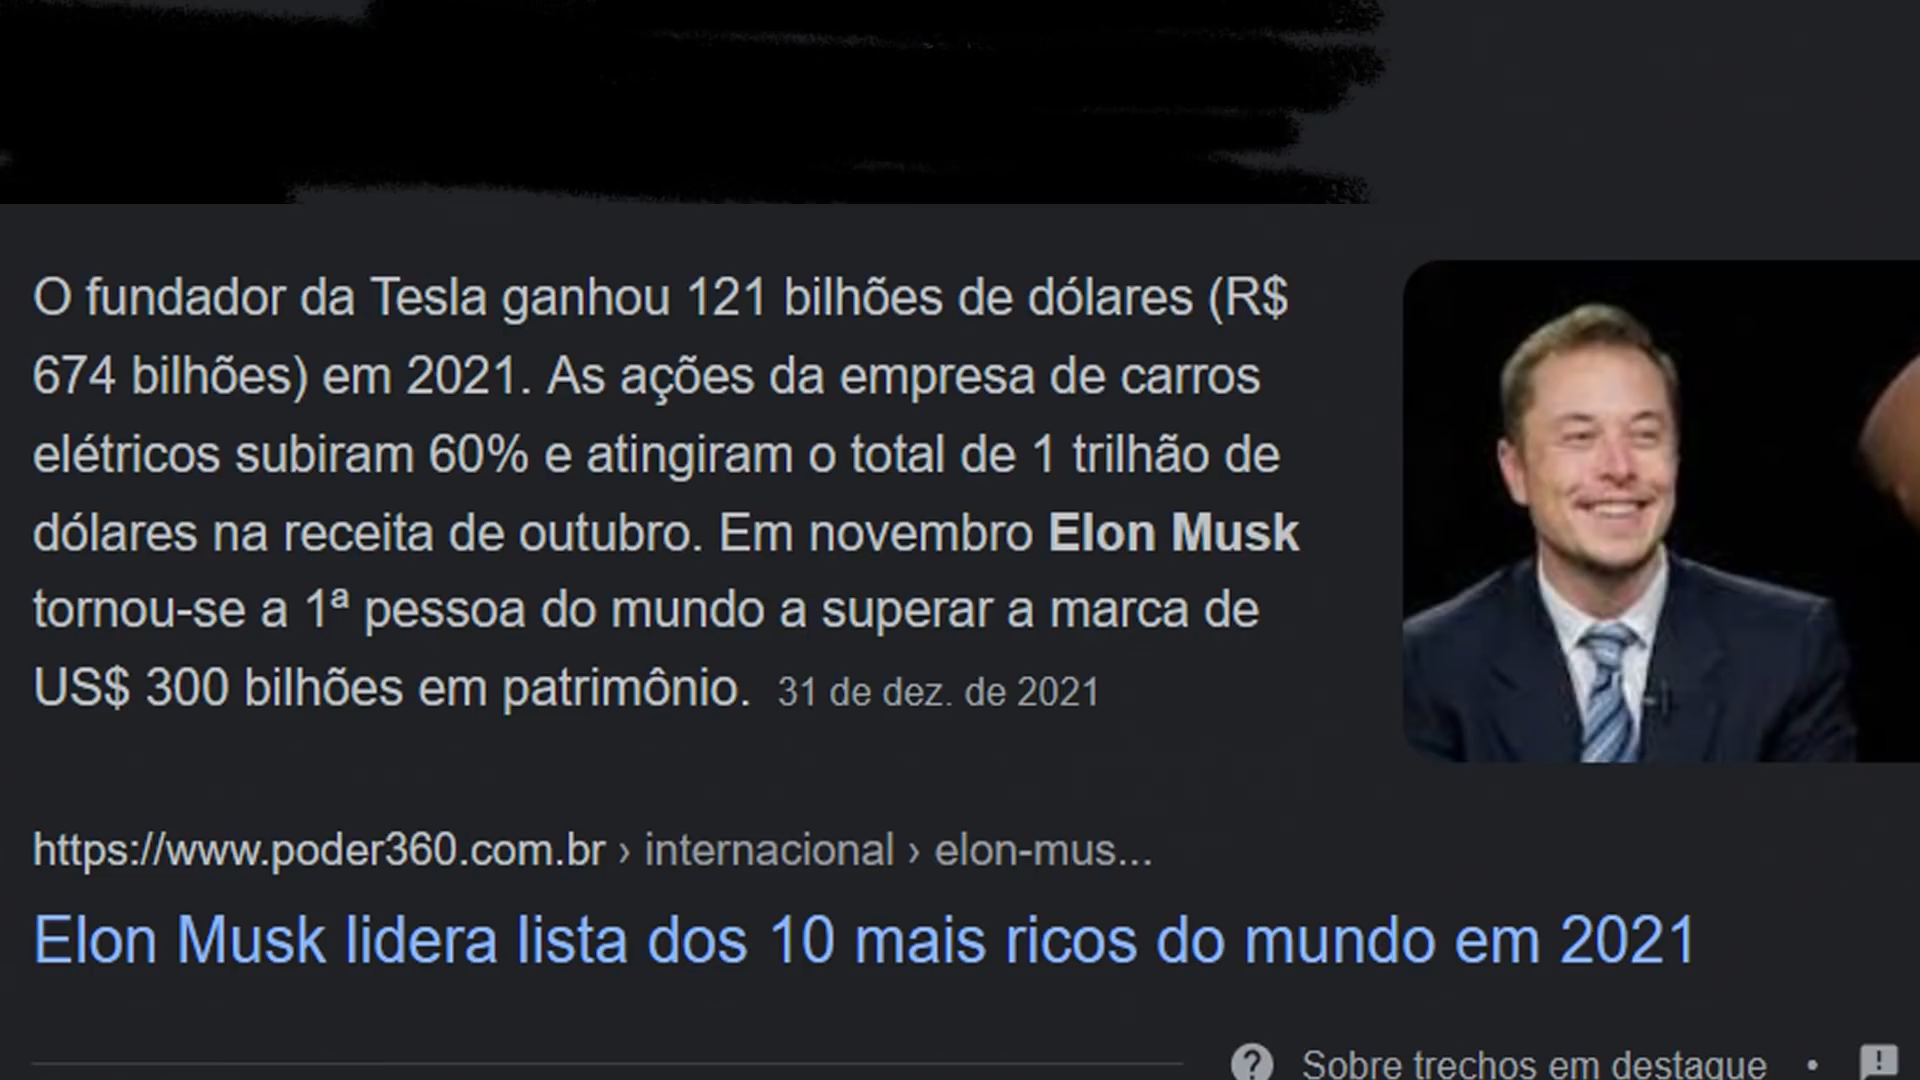 O fundador da Tesla ganhou 121 bilhões de dólares (R$
674 bilhões) em 2021. As ações da empresa de carros
elétricos subiram 60% e atingiram o total de 1 trilhão de
dólares na receita de outubro. Em novembro Elon Musk
tornou-se a 1ª pessoa do mundo a superar a marca de
US$ 300 bilhões em patrimônio. 31 de dez. de 2021
https://www.poder360.com.br › internacional › elon-mus...
Elon Musk lidera lista dos 10 mais ricos do mundo em 2021
Sobre trechos em destaque •